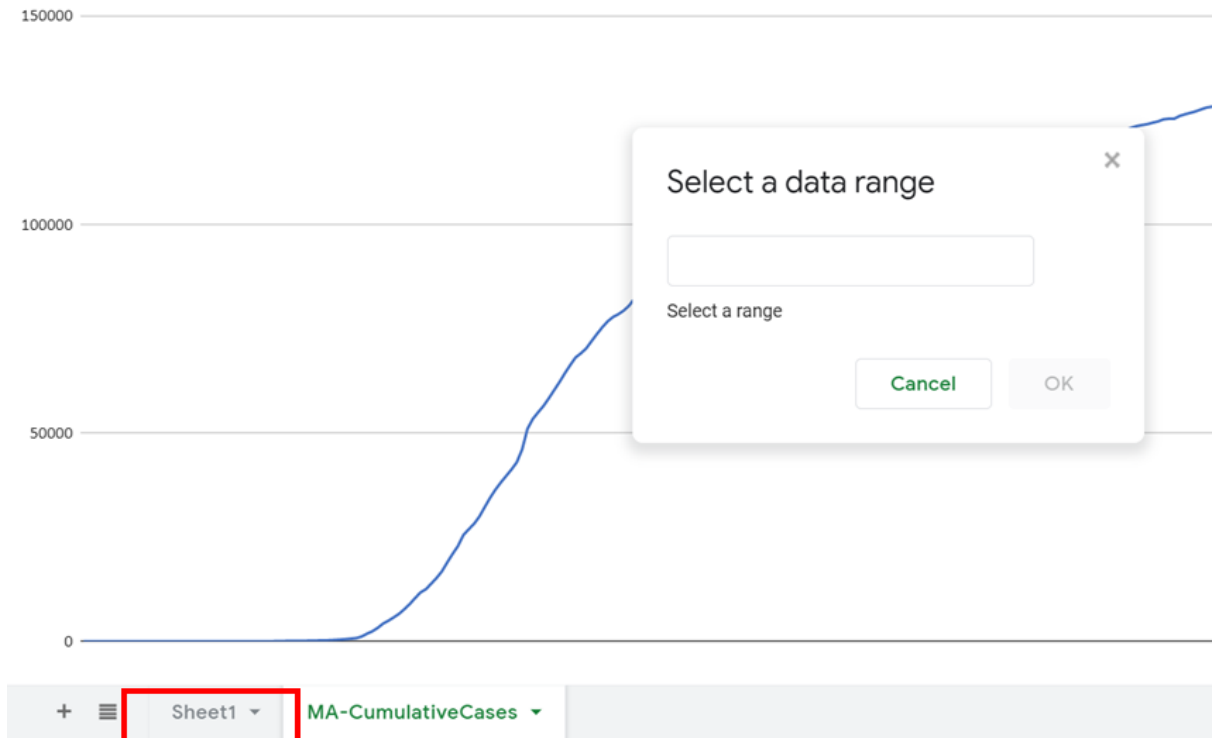 150000
Select a data range
100000
Select a range
Cancel OK
50000
0
Sheet1 MA-CumulativeCases